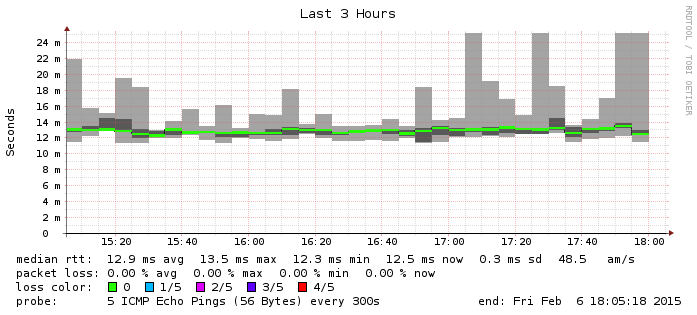 Last 3 Hours
RRDTOOL / TOBI OETIKER
Seconds
24 m
22 m
20 m
18 m
16 m
14 m
12 m
10 m
8 m
6 m
4 m
2 m
0
15:20 15:40 16:00 16:20 16:40 17:00 17:20 17:40 18:00
median rtt: 12.9 ms avg 13.5 ms max 12.3 ms min 12.5 ms now 0.3 ms sd 48.5 am/s
packet loss: 0.00 % avg 0.00 % max 0.00 % min 0.00 % now
loss color: 0 1/5 2/5 3/5 4/5
probe: 5 ICMP Echo Pings (56 Bytes) every 300s end: Fri Feb 6 18:05:18 2015